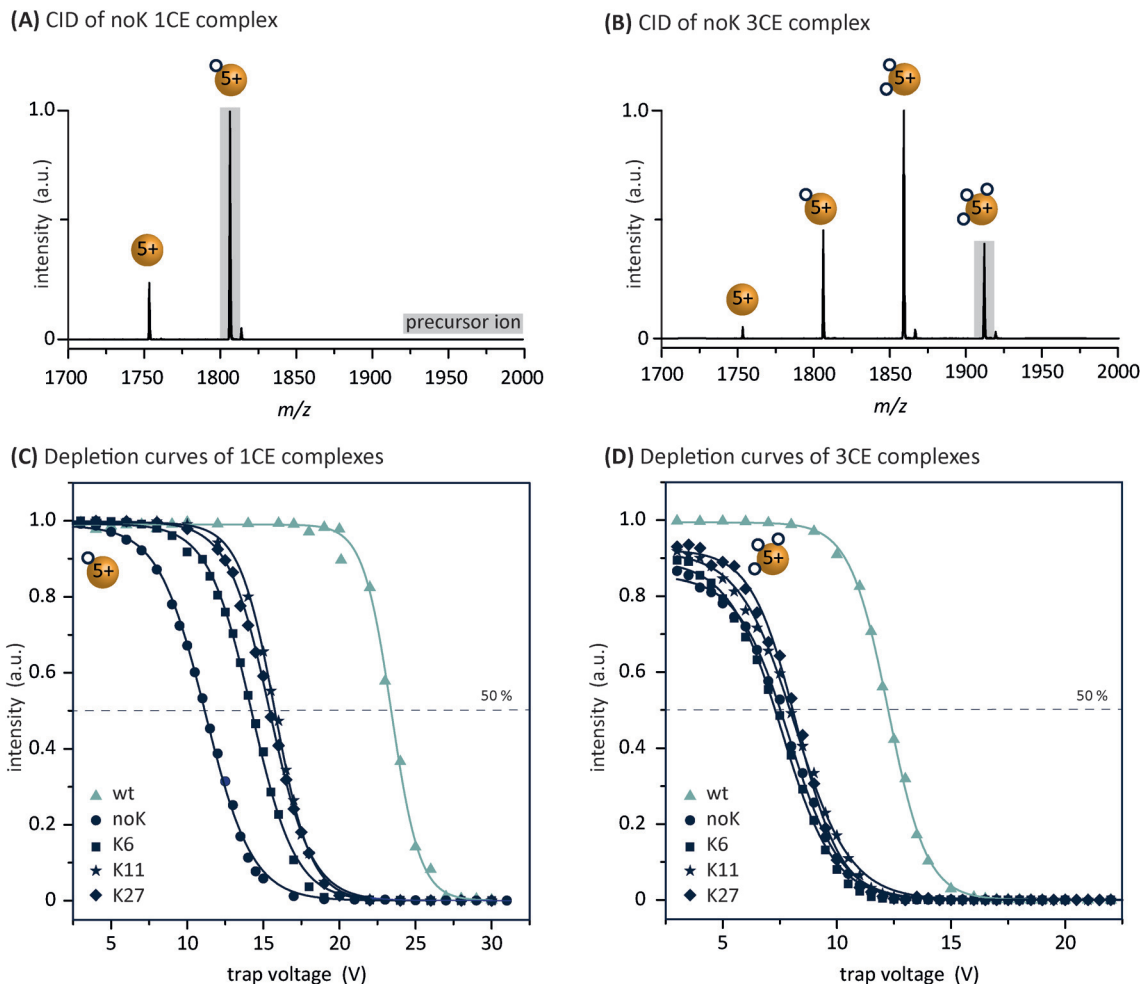 (A) CID of noK 1CE complex
5+
1.0
5+
intensity (a.u.)
precursor ion
0
1700 1750 1800 1850 1900 1950 2000
m/z
(B) CID of noK 3CE complex
5+
1.0
5+
5+
intensity (a.u.)
5+
0
1700 1750 1800 1850 1900 1950 2000
m/z
(C) Depletion curves of 1CE complexes
1.0
5+
0.8
0.6
50 %
intensity (a.u.)
0.4
wt
noK
0.2
K6
K11
K27
0
5 10 15 20 25 30
trap voltage (V)
(D) Depletion curves of 3CE complexes
1.0
5+
0.8
0.6
50 %
intensity (a.u.)
0.4
wt
noK
0.2
K6
K11
K27
0
5 10 15 20
trap voltage (V)